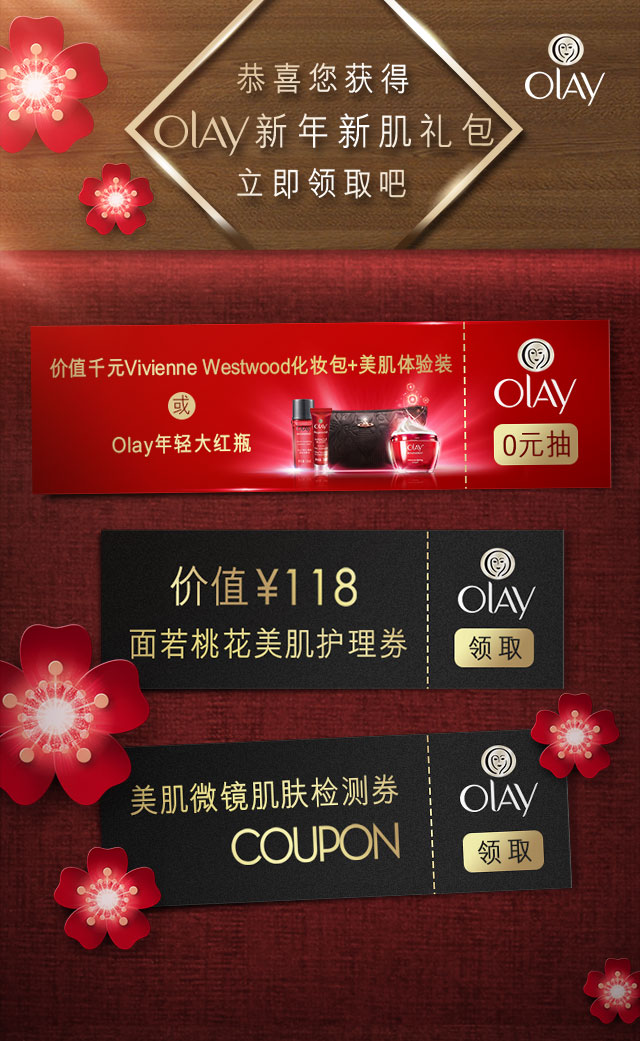 恭喜您获得
OLAY新年新肌礼包
立即领取吧
OLAY
价值千元Vivienne Westwood化妆包+美肌体验装
或
Olay年轻大红瓶
OLAY
0元抽
价值¥118
面若桃花美肌护理券
OLAY
领取
美肌微镜肌肤检测券
COUPON
OLAY
领取